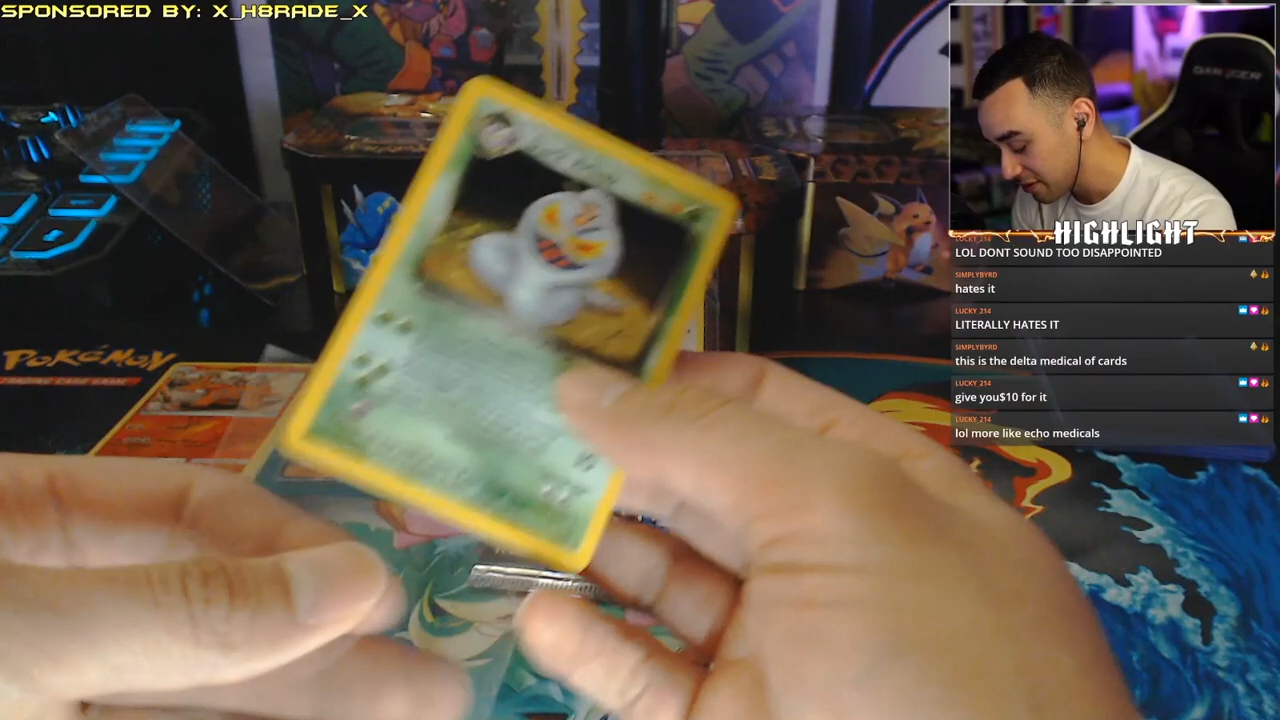 SPONSORED BY: X_H8RADE_X
DXRACER
HIGHLIGHT
LUCKY_214
LOL DONT SOUND TOO DISAPPOINTED
SIMPLYBYRD
hates it
LUCKY_214
LITERALLY HATES IT
SIMPLYBYRD
this is the delta medical of cards
LUCKY_214
give you$10 for it
LUCKY_214
lol more like echo medicals
POKéMON